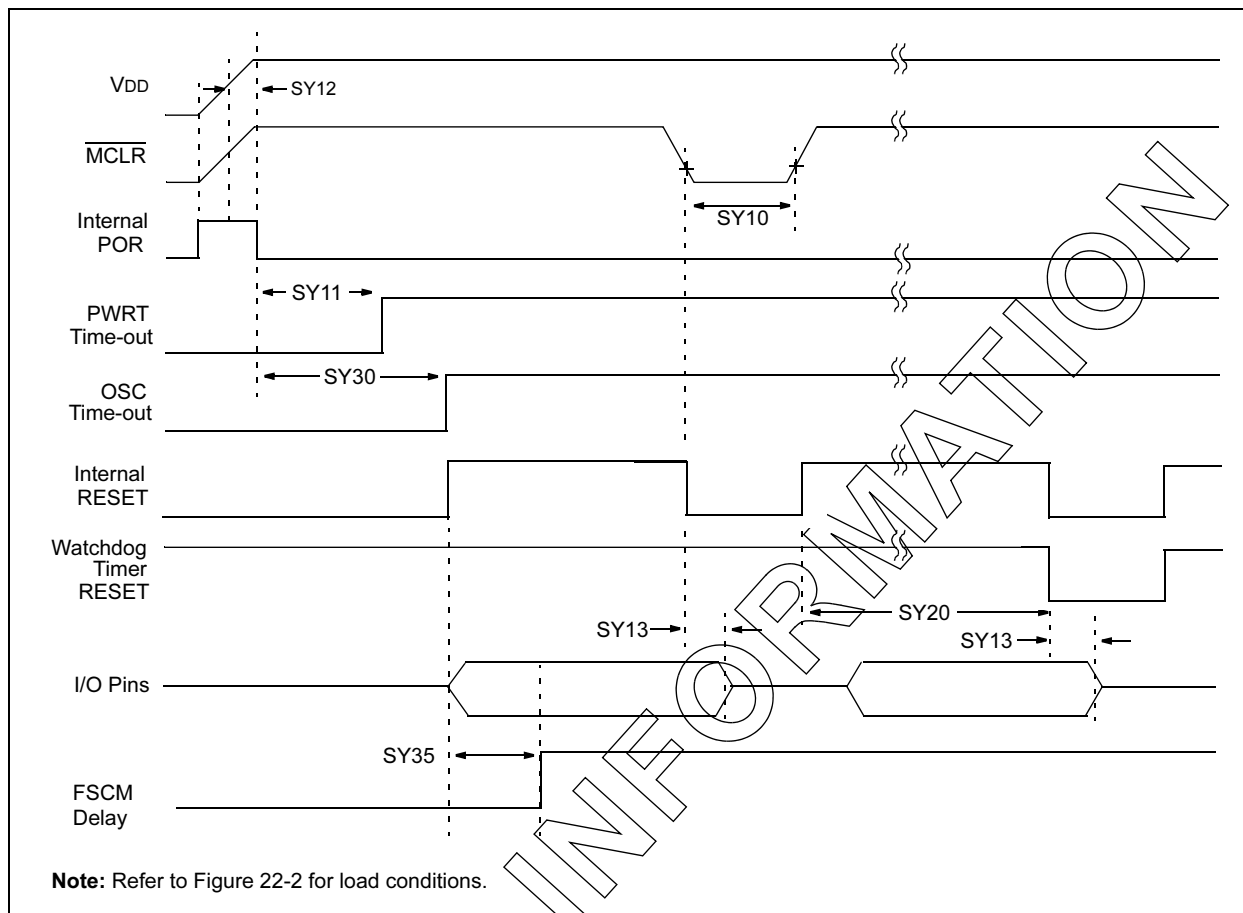 VDD
SY12
MCLR
SY10
Internal
POR
SY11
PWRT
Time-out
SY30
OSC
Time-out
Internal
RESET
Watchdog
Timer
RESET
SY20
SY13
SY13
I/O Pins
SY35
FSCM
Delay
INFORMATION
Note: Refer to Figure 22-2 for load conditions.